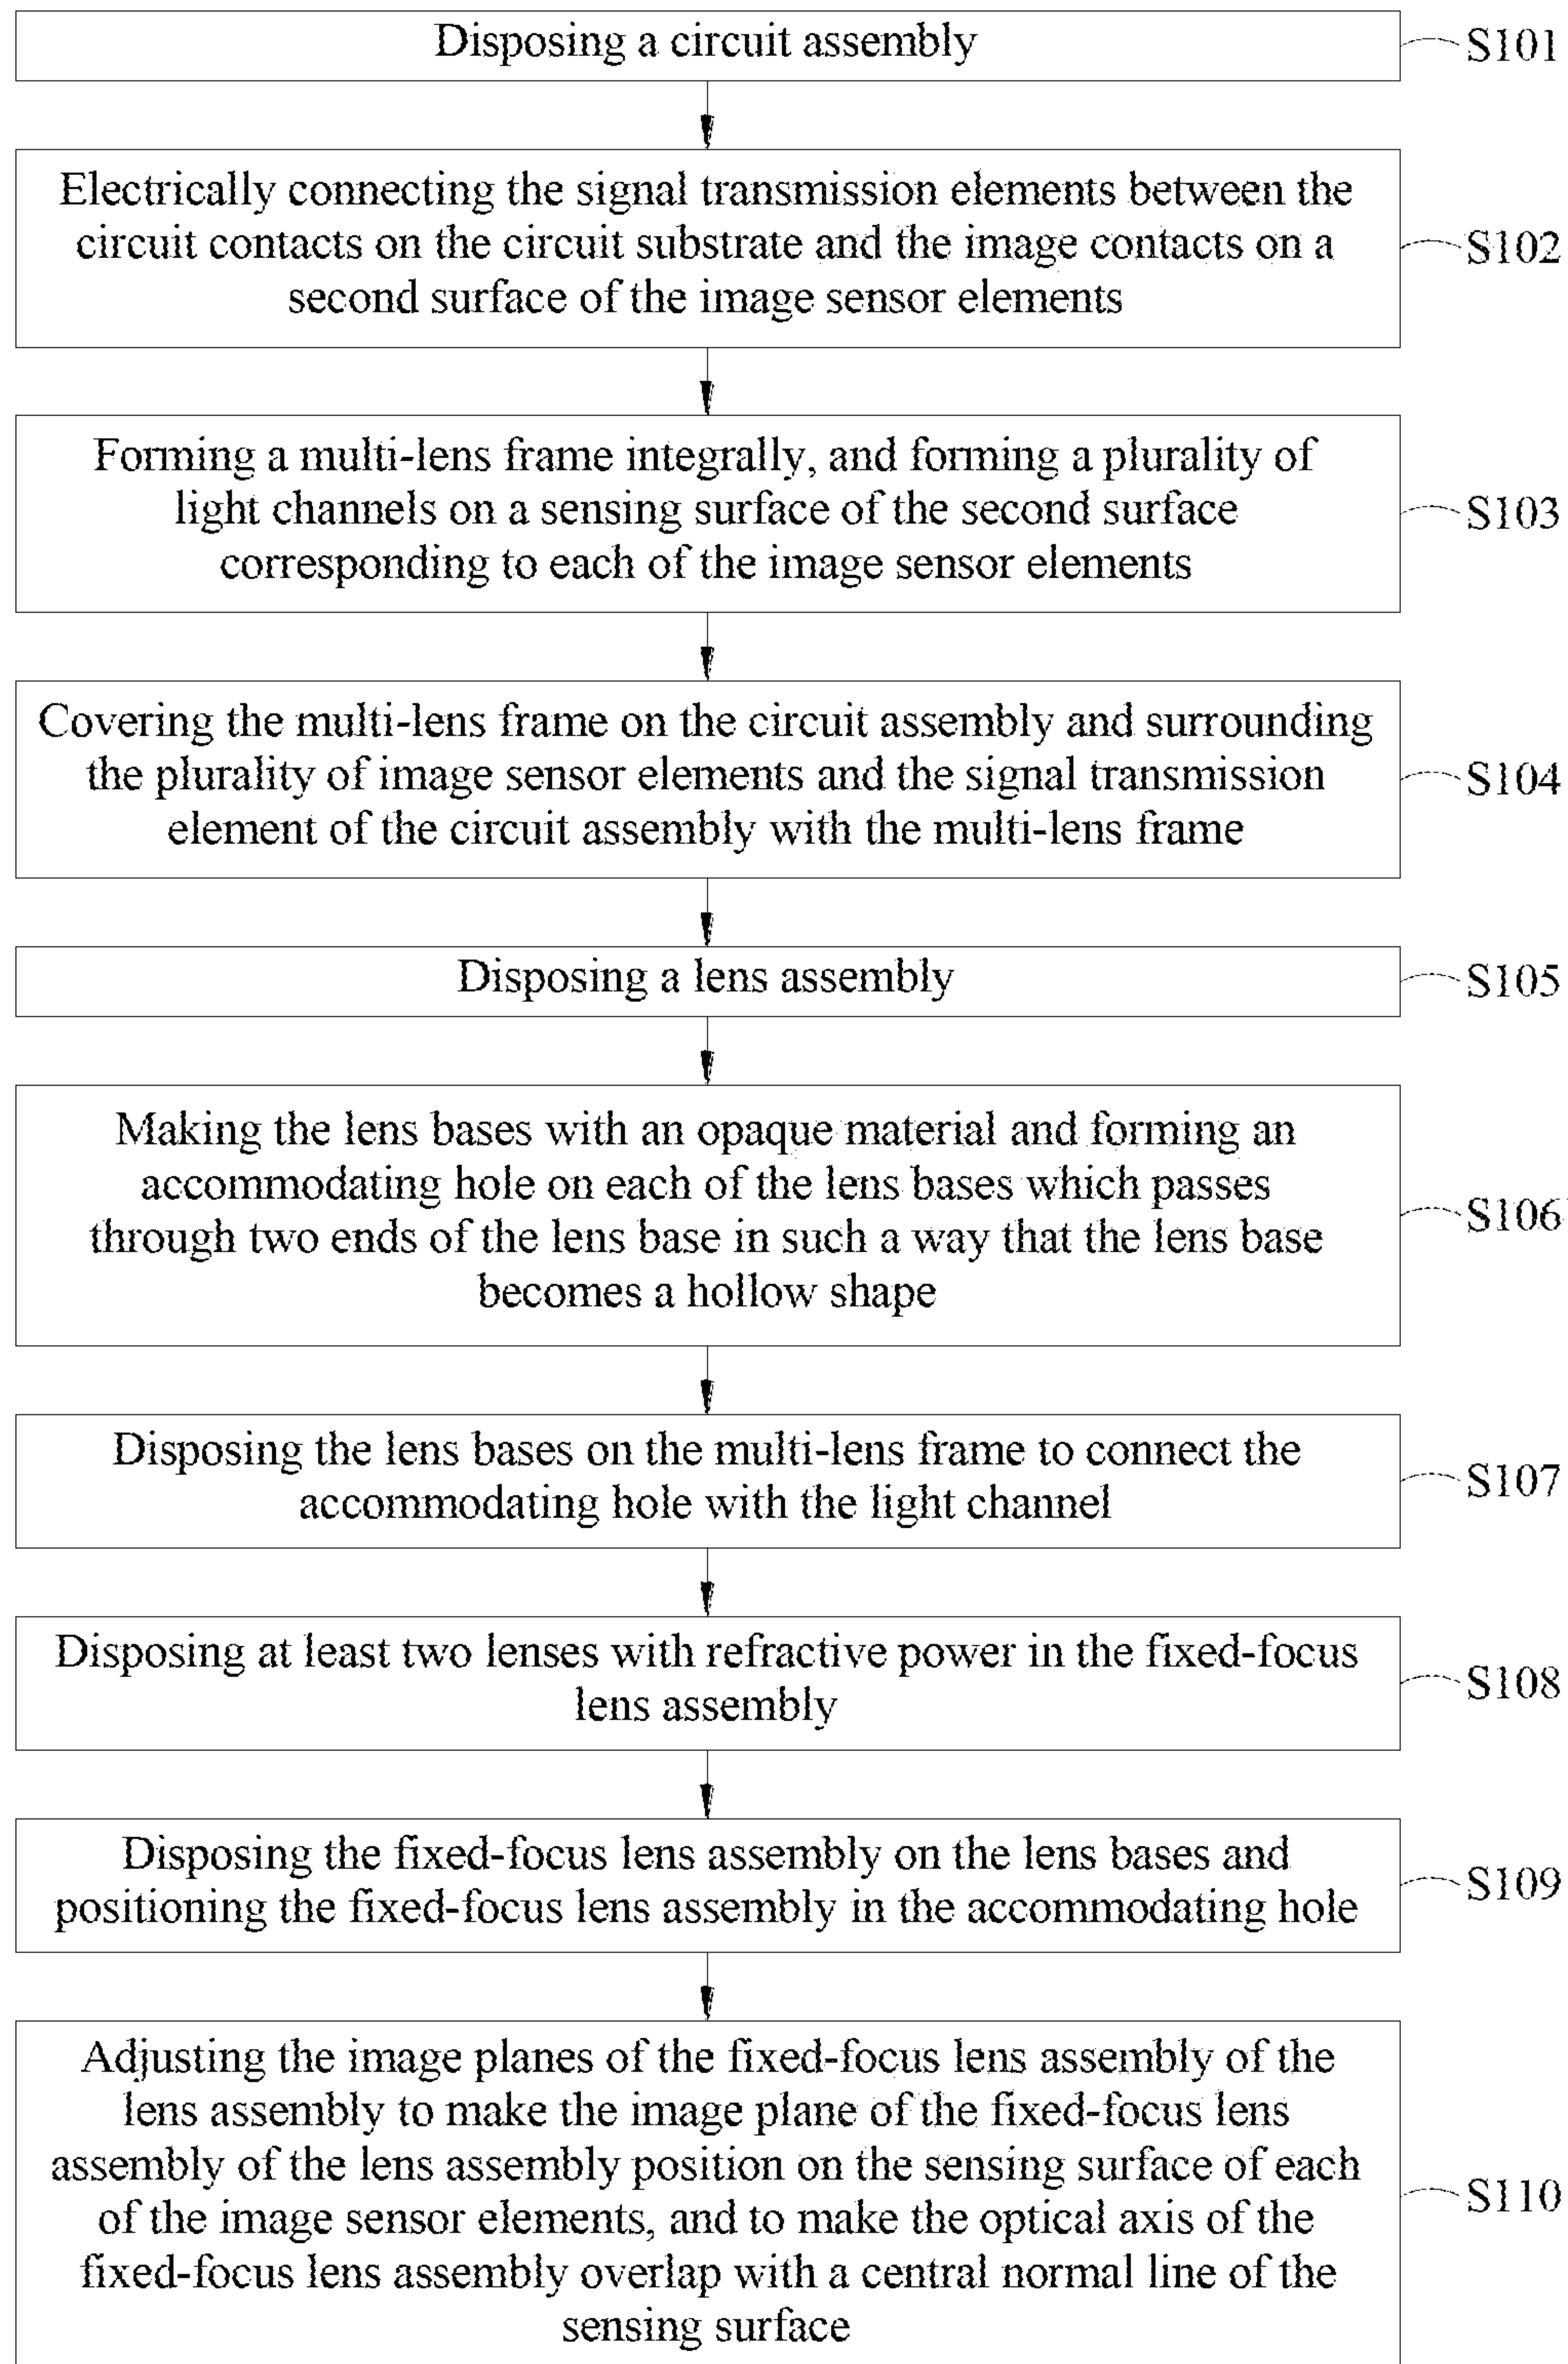 Disposing a circuit assembly
S101
Electrically connecting the signal transmission elements between the
circuit contacts on the circuit substrate and the image contacts on a
second surface of the image sensor elements
S102
Forming a multi-lens frame integrally, and forming a plurality of
light channels on a sensing surface of the second surface
corresponding to each of the image sensor elements
S103
Covering the multi-lens frame on the circuit assembly and surrounding
the plurality of image sensor elements and the signal transmission
element of the circuit assembly with the multi-lens frame
S104
Disposing a lens assembly
S105
Making the lens bases with an opaque material and forming an
accommodating hole on each of the lens bases which passes
through two ends of the lens base in such a way that the lens base
becomes a hollow shape
S106
Disposing the lens bases on the multi-lens frame to connect the
accommodating hole with the light channel
S107
Disposing at least two lenses with refractive power in the fixed-focus
lens assembly
S108
Disposing the fixed-focus lens assembly on the lens bases and
positioning the fixed-focus lens assembly in the accommodating hole
S109
Adjusting the image planes of the fixed-focus lens assembly of the
lens assembly to make the image plane of the fixed-focus lens
assembly of the lens assembly position on the sensing surface of each
of the image sensor elements, and to make the optical axis of the
fixed-focus lens assembly overlap with a central normal line of the
sensing surface
S110